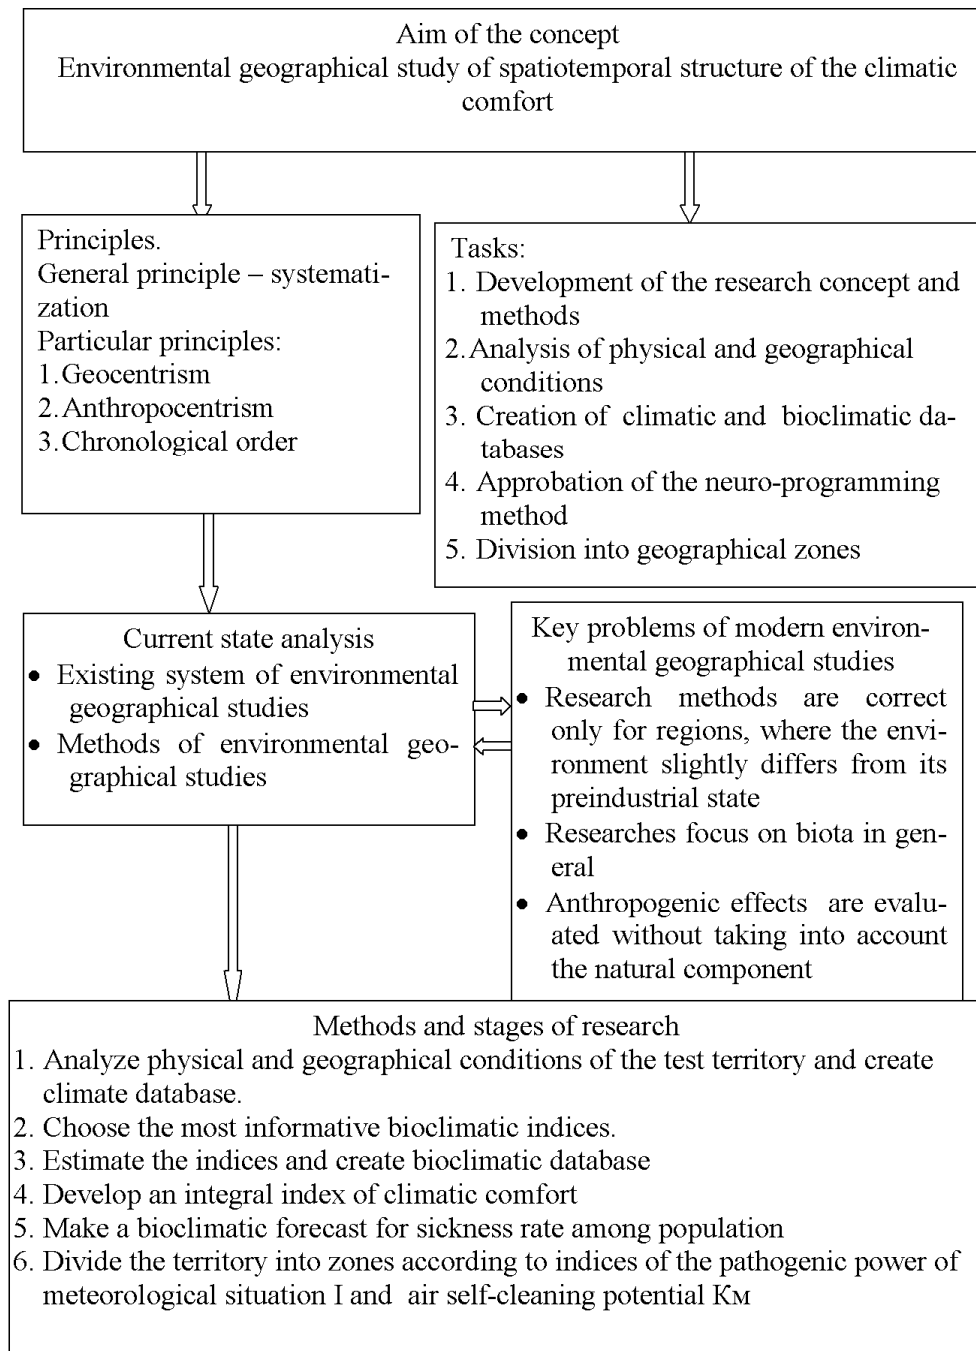 Aim of the concept
Environmental geographical study of spatiotemporal structure of the climatic
comfort
Principles.
General principle – systemati-
zation
Particular principles:
1. Geocentrism
2. Anthropocentrism
3. Chronological order
Tasks:
1. Development of the research concept and
methods
2. Analysis of physical and geographical
conditions
3. Creation of climatic and bioclimatic da-
tabases
4. Approbation of the neuro-programming
method
5. Division into geographical zones
Current state analysis
• Existing system of environmental
geographical studies
• Methods of environmental geo-
graphical studies
Key problems of modern environ-
mental geographical studies
• Research methods are correct
only for regions, where the envi-
ronment slightly differs from its
preindustrial state
• Researches focus on biota in gen-
eral
• Anthropogenic effects are evalu-
ated without taking into account
the natural component
Methods and stages of research
1. Analyze physical and geographical conditions of the test territory and create
climate database.
2. Choose the most informative bioclimatic indices.
3. Estimate the indices and create bioclimatic database
4. Develop an integral index of climatic comfort
5. Make a bioclimatic forecast for sickness rate among population
6. Divide the territory into zones according to indices of the pathogenic power of
meteorological situation I and air self-cleaning potential Км